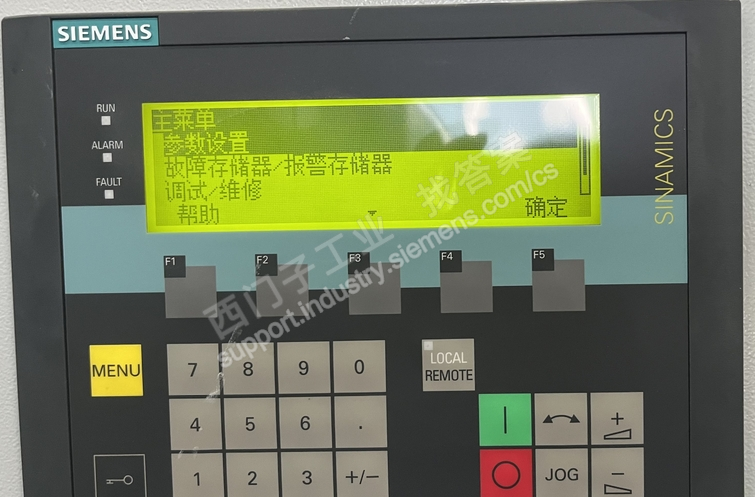 SIEMENS
RUN
ALARM
FAULT
主菜单
参数设置
故障存储器/报警存储器
调试/维修
帮助
确定
SINAMICS
F1
F2
F3
F4
F5
MENU
7
8
9
0
LOCAL
REMOTE
4
5
6
.
1
2
3
+/-
JOG
+
-
西门子工业 找答案
support.industry.siemens.com/cs